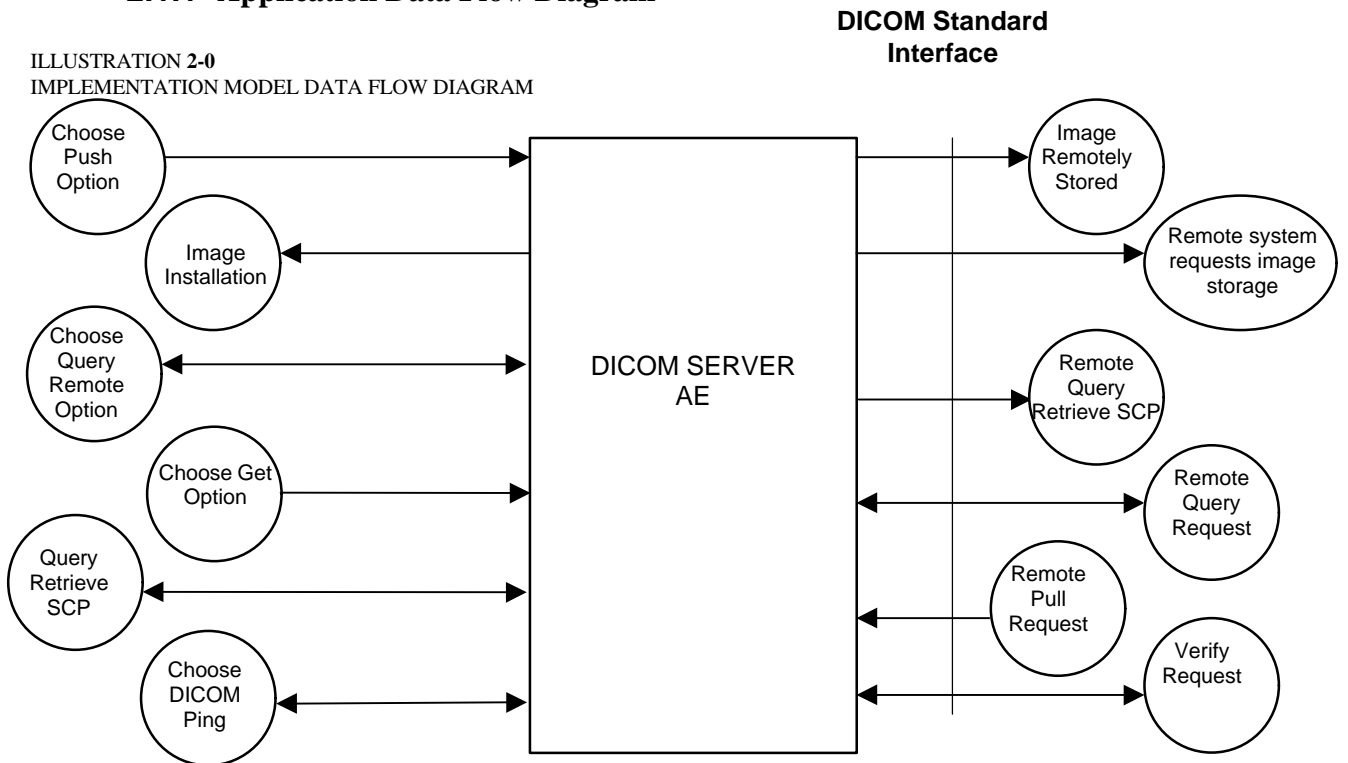 DICOM Standard
Interface
ILLUSTRATION 2-0
IMPLEMENTATION MODEL DATA FLOW DIAGRAM
Choose
Push
Option
Image
Installation
Choose
Query
Remote
Option
Choose Get
Option
Query
Retrieve
SCP
Choose
DICOM
Ping
DICOM SERVER
AE
Image
Remotely
Stored
Remote system
requests image
storage
Remote
Query
Retrieve SCP
Remote
Query
Request
Remote
Pull
Request
Verify
Request